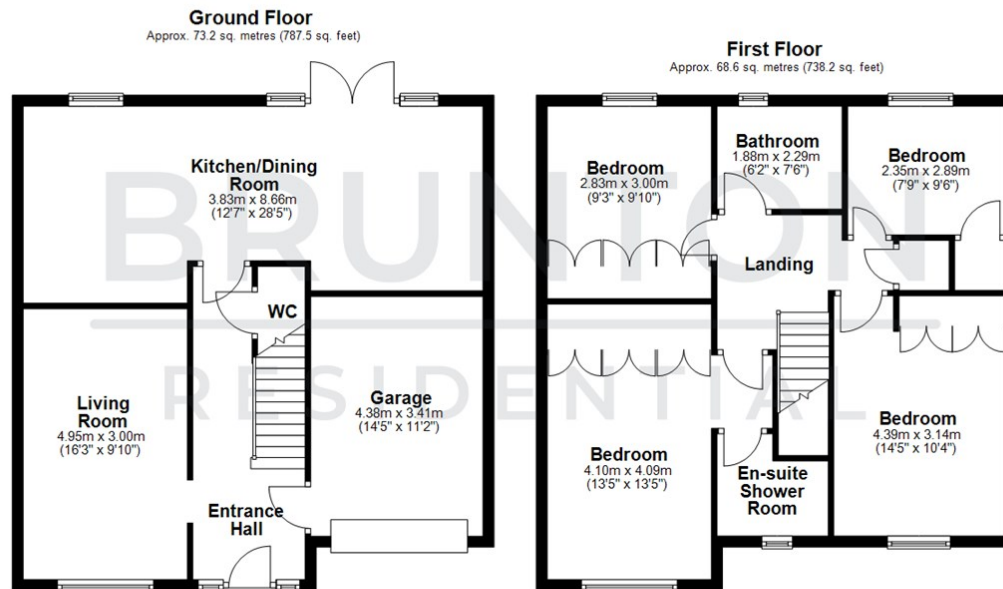 Ground Floor
Approx. 73.2 sq. metres (787.5 sq. feet)
Kitchen/Dining
Room
3.83m x 8.66m
(12'7" x 28'5")
WC
Living
Room
4.95m x 3.00m
(16'3" x 9'10")
Garage
4.38m x 3.41m
(14'5" x 11'2")
Entrance
Hall
First Floor
Approx. 68.6 sq. metres (738.2 sq. feet)
Bedroom
2.83m x 3.00m
(9'3" x 9'10")
Bathroom
1.88m x 2.29m
(6'2" x 7'6")
Bedroom
2.35m x 2.89m
(7'9" x 9'6")
Landing
Bedroom
4.10m x 4.09m
(13'5" x 13'5")
En-suite
Shower
Room
Bedroom
4.39m x 3.14m
(14'5" x 10'4")
BRUNTON
RESIDENTIAL